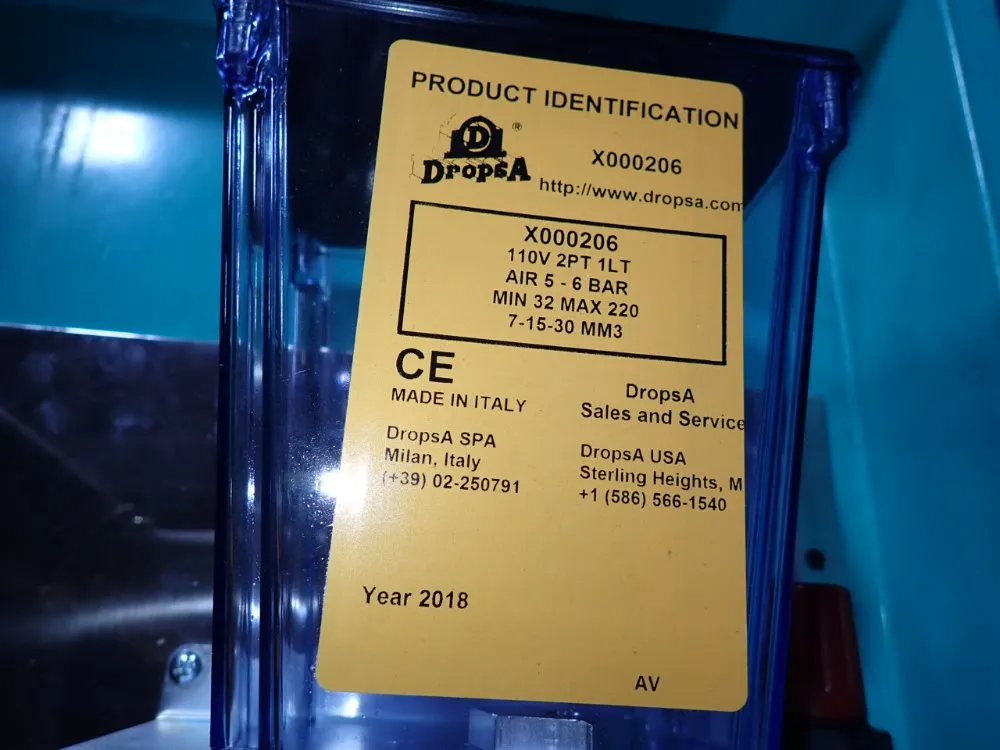 PRODUCT IDENTIFICATION
D ®
DropsA
X000206
http://www.dropsa.com
X000206
110V 2PT 1LT
AIR 5 - 6 BAR
MIN 32 MAX 220
7-15-30 MM3
CE
MADE IN ITALY
DropsA SPA
Milan, Italy
(+39) 02-250791
DropsA
Sales and Service
DropsA USA
Sterling Heights, M
+1 (586) 566-1540
Year 2018
AV